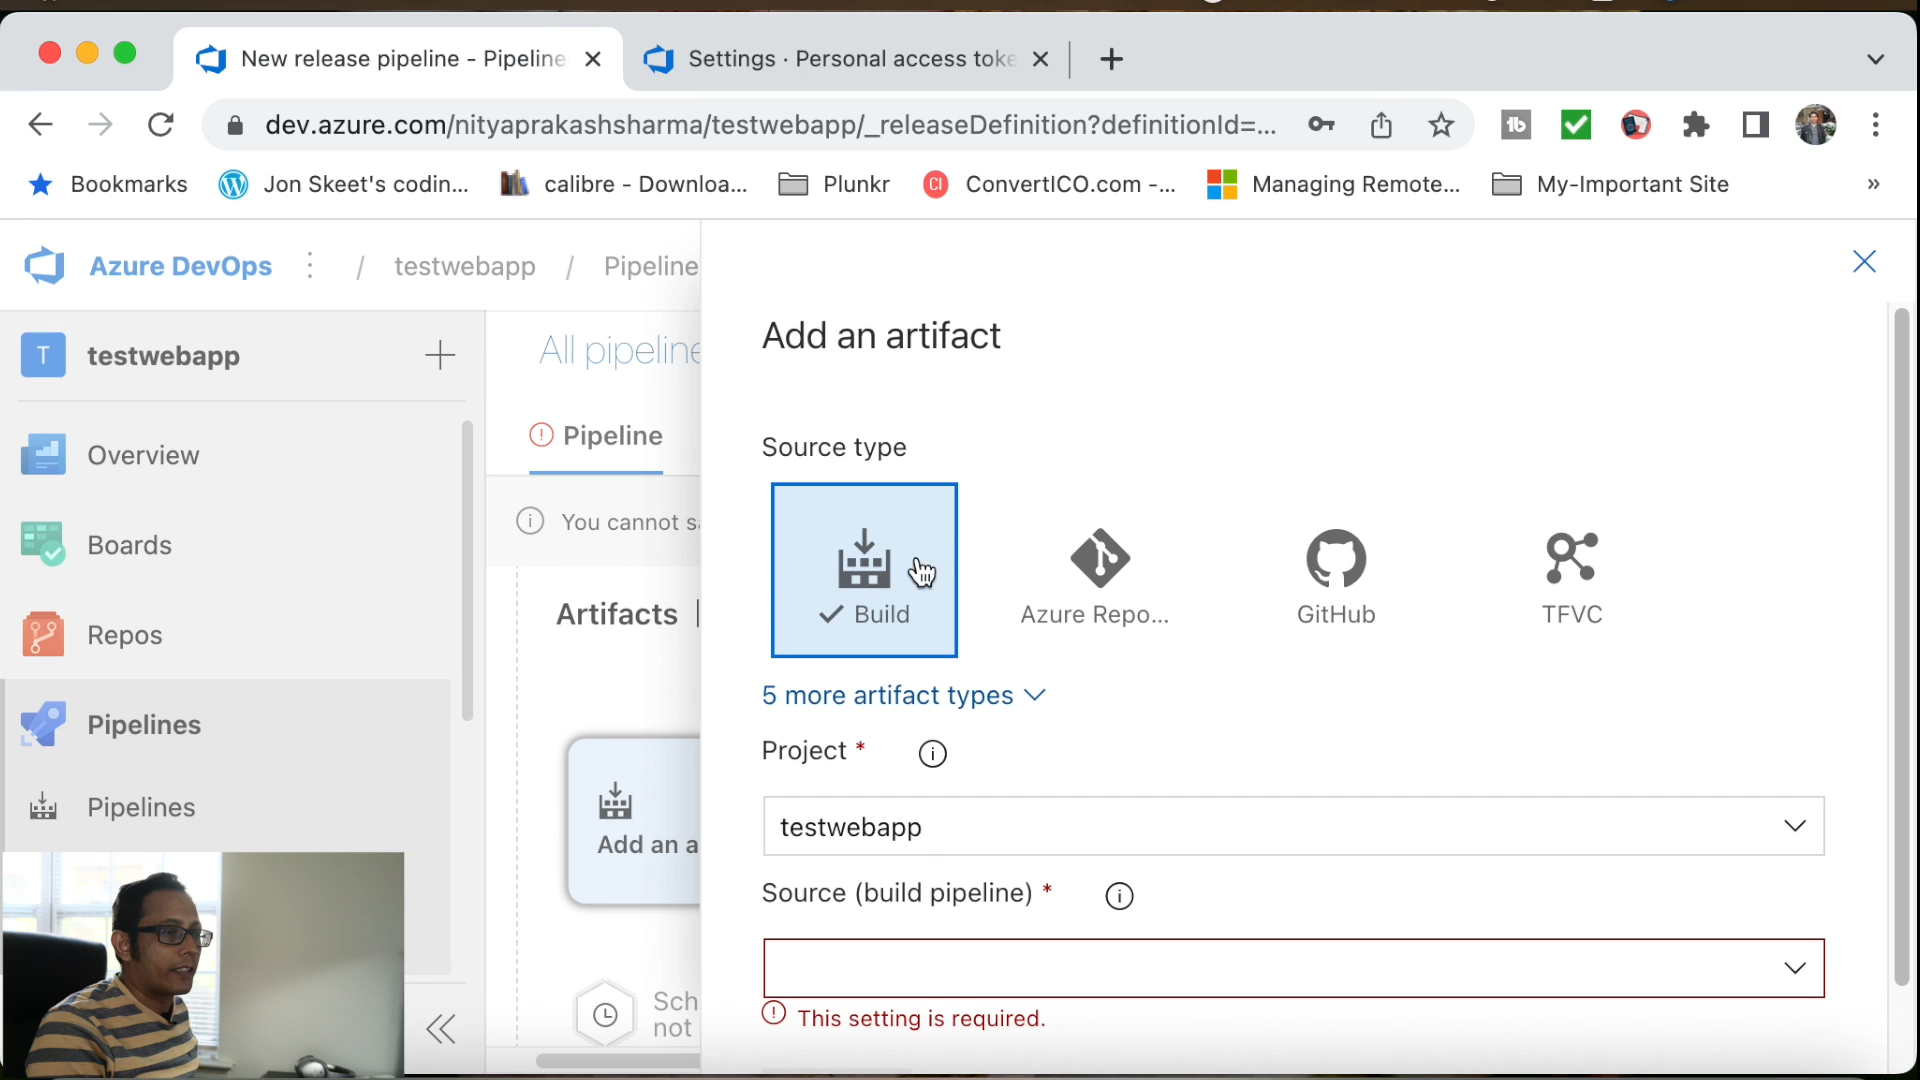 New release pipeline - Pipeline
Settings · Personal access toke
dev.azure.com/nityaprakashsharma/testwebapp/_releaseDefinition?definitionId=...
Bookmarks
Jon Skeet's codin...
calibre - Downloa...
Plunkr
CI
ConvertICO.com -...
Managing Remote...
My-Important Site
»
Azure DevOps
/ testwebapp / Pipeline
T
testwebapp
Overview
Boards
Repos
Pipelines
Pipelines
All pipeline
Pipeline
You cannot s
Artifacts |
Add an a
Sch
not
Add an artifact
Source type
Build
Azure Repo...
GitHub
TFVC
5 more artifact types
Project *
testwebapp
Source (build pipeline) *
This setting is required.